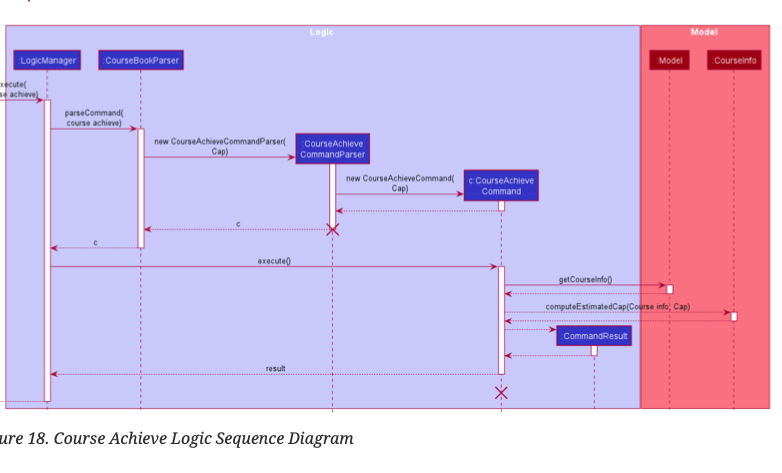 Logic
Model
:LogicManager
:CourseBookParser
:Model
:CourseInfo
xecute(
se achieve)
parseCommand(
course achieve)
new CourseAchieveCommandParser(
Cap)
:CourseAchieve
CommandParser
new CourseAchieveCommand(
Cap)
c:CourseAchieve
Command
c
c
execute()
getCourseInfo()
computeEstimatedCap(Course info, Cap)
:CommandResult
result
ure 18. Course Achieve Logic Sequence Diagram